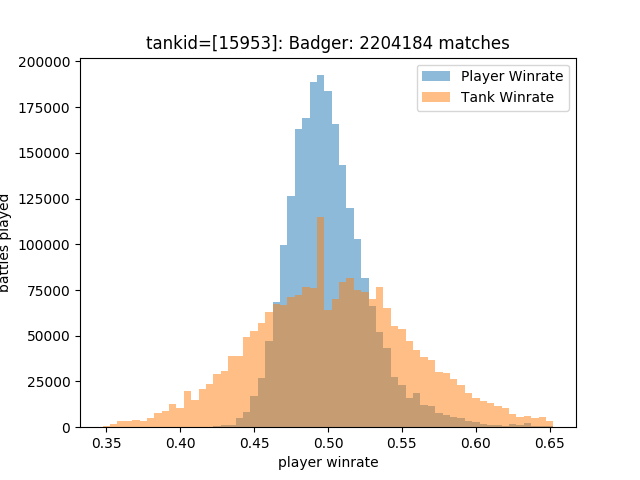 tankid=[15953]: Badger: 2204184 matches
Player Winrate
Tank Winrate
200000
175000
150000
125000
100000
75000
50000
25000
0
battles played
0.35 0.40 0.45 0.50 0.55 0.60 0.65
player winrate